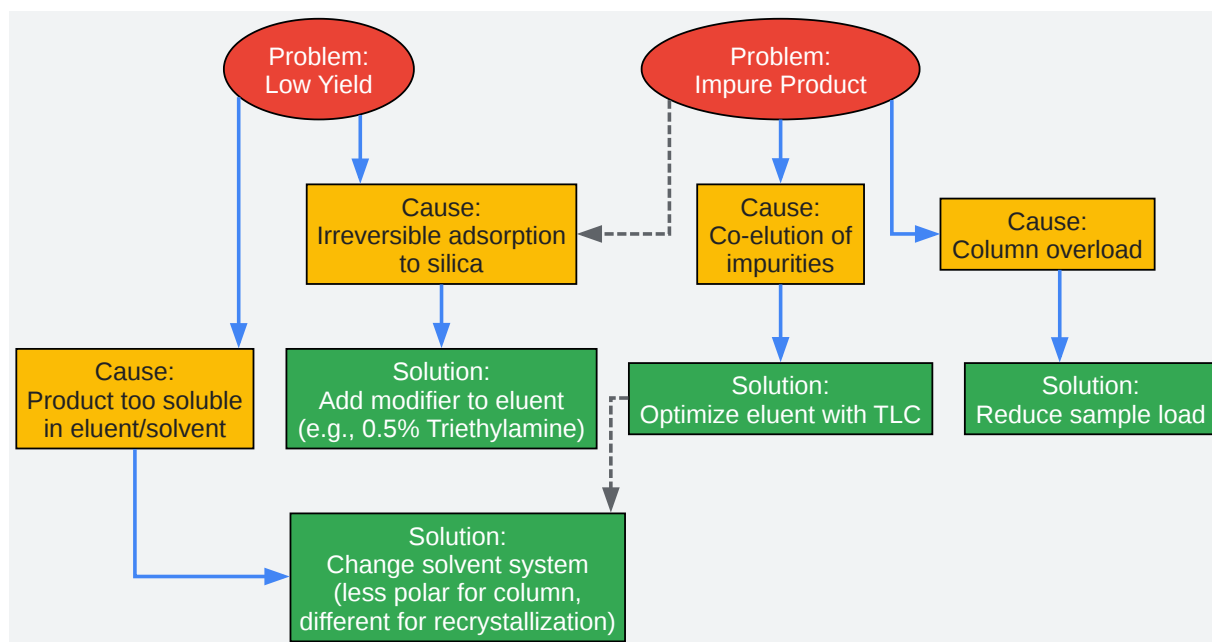 Problem:
Low Yield
Problem:
Impure Product
Cause:
Irreversible adsorption
to silica
Cause:
Co-elution of
impurities
Cause:
Column overload
Cause:
Product too soluble
in eluent/solvent
Solution:
Add modifier to eluent
(e.g., 0.5% Triethylamine)
Solution:
Optimize eluent with TLC
Solution:
Reduce sample load
Solution:
Change solvent system
(less polar for column,
different for recrystallization)